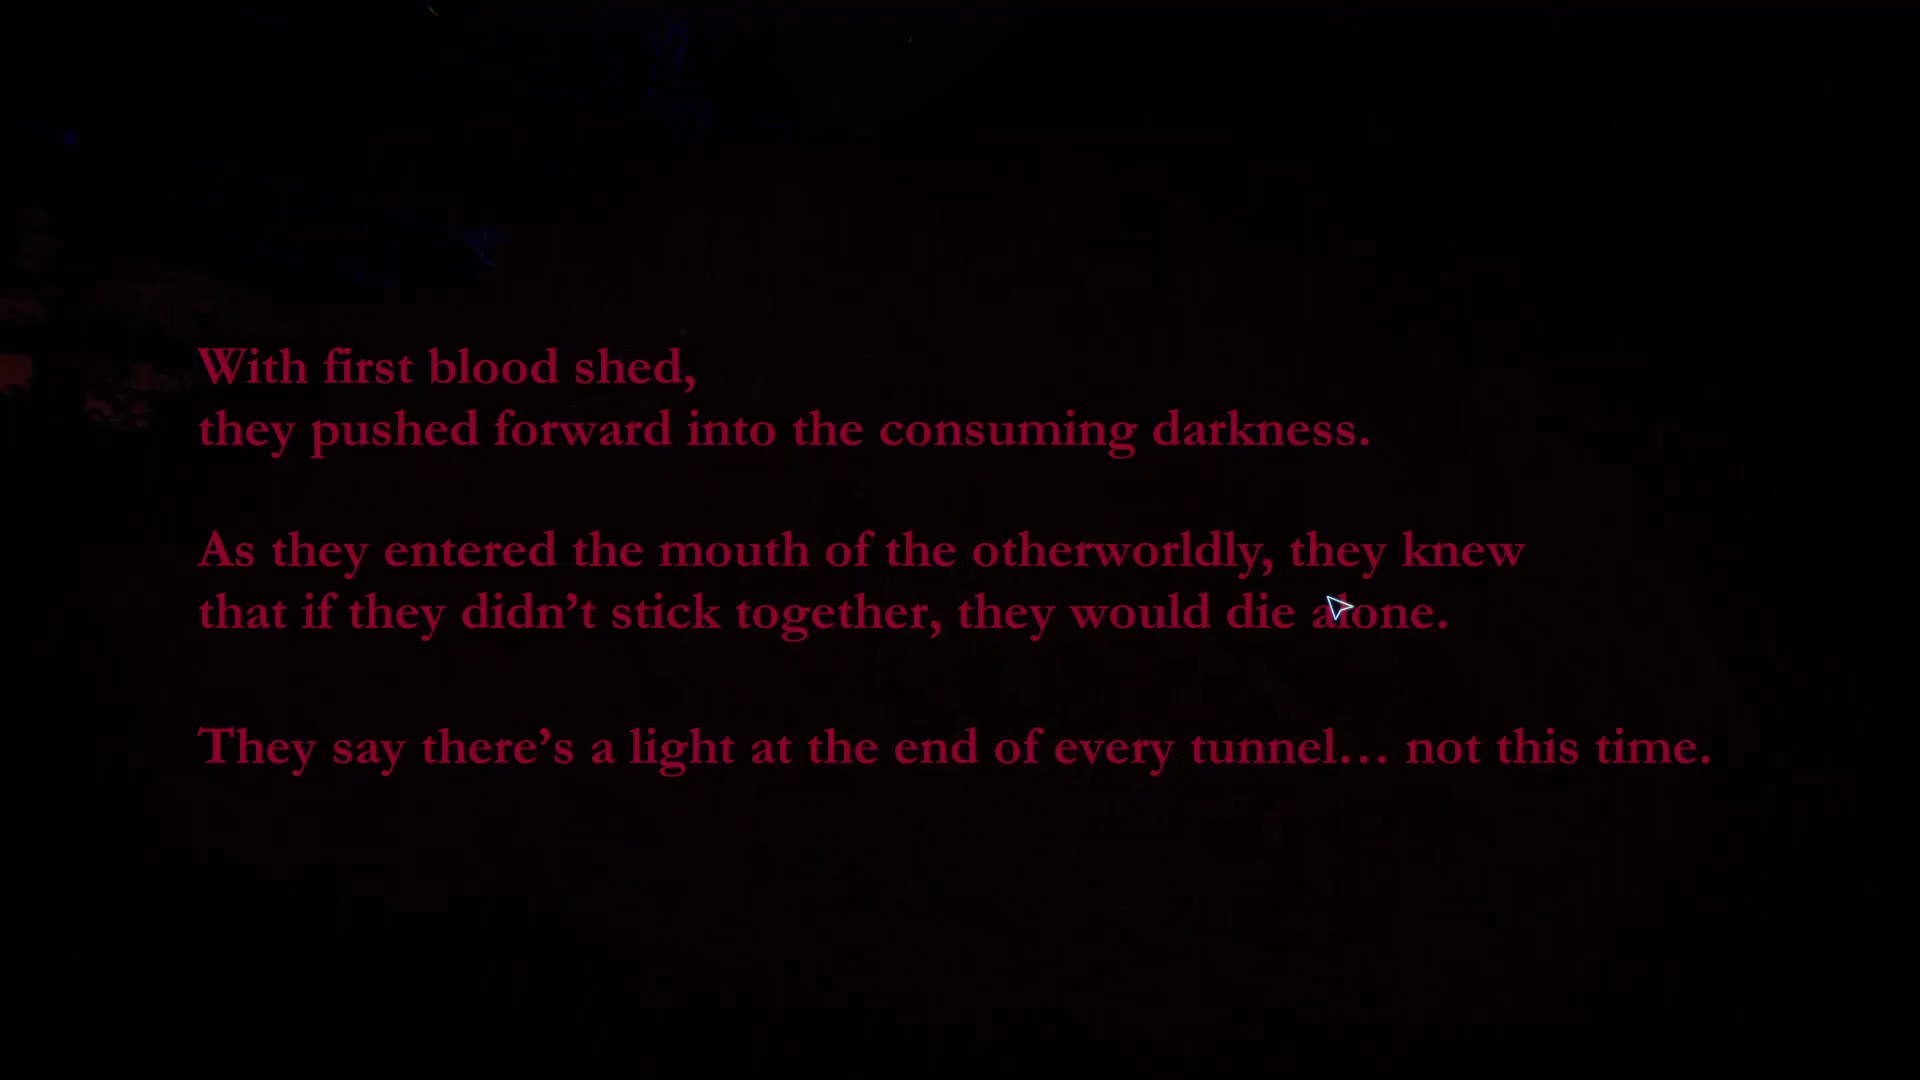 With first blood shed,
they pushed forward into the consuming darkness.
As they entered the mouth of the otherworldly, they knew
that if they didn’t stick together, they would die alone.
They say there’s a light at the end of every tunnel… not this time.